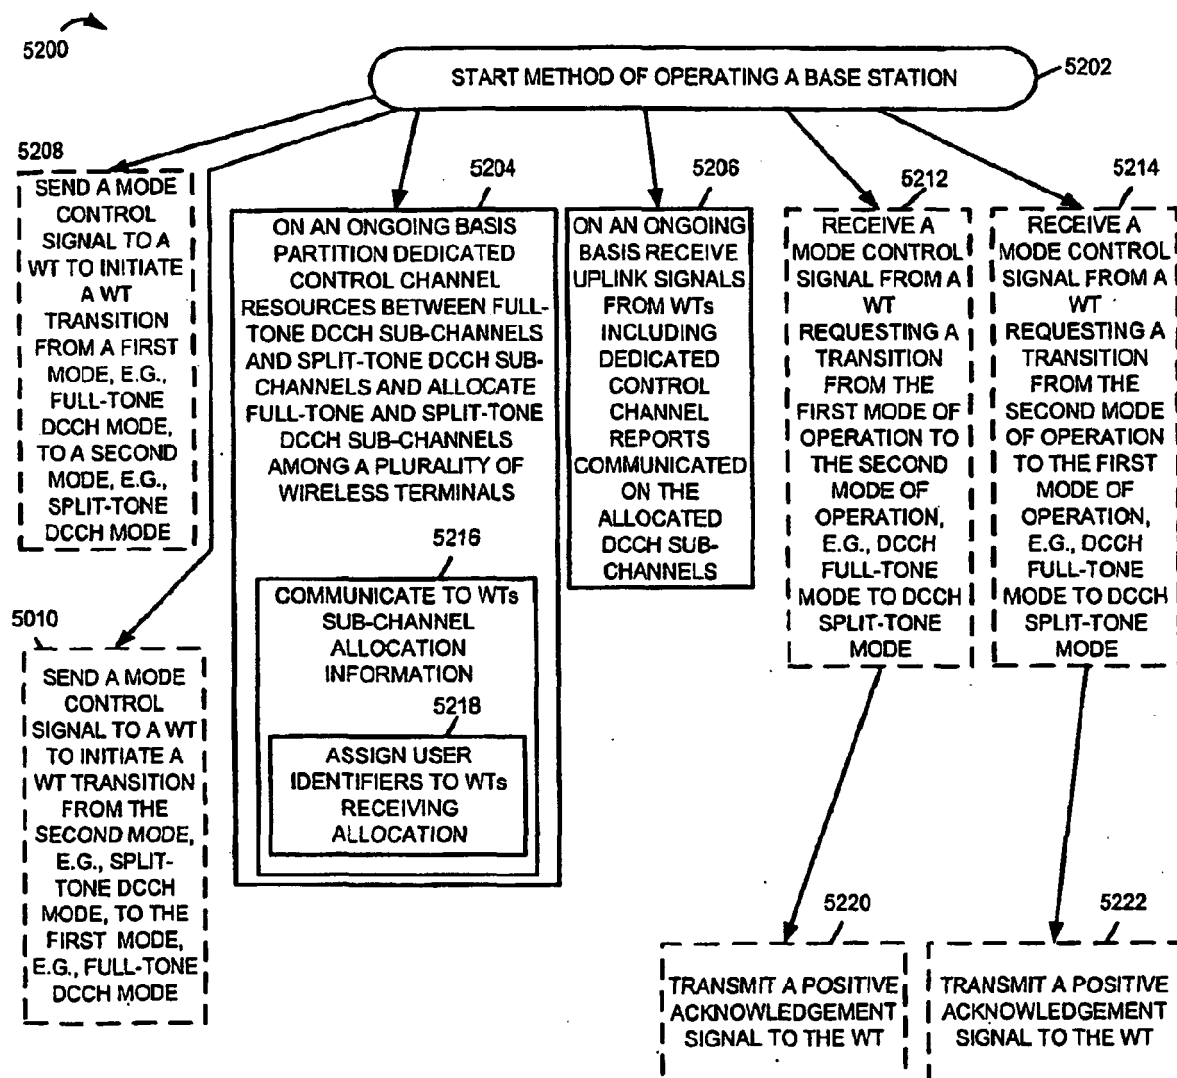 5200
START METHOD OF OPERATING A BASE STATION
5202
5208
SEND A MODE
CONTROL
SIGNAL TO A
WT TO INITIATE
A WT
TRANSITION
FROM A FIRST
MODE, E.G.,
FULL-TONE
DCCH MODE,
TO A SECOND
MODE, E.G.,
SPLIT-TONE
DCCH MODE
5010
SEND A MODE
CONTROL
SIGNAL TO A WT
TO INITIATE A
WT TRANSITION
FROM THE
SECOND MODE,
E.G., SPLIT-
TONE DCCH
MODE, TO THE
FIRST MODE,
E.G., FULL-TONE
DCCH MODE
5204
ON AN ONGOING BASIS
PARTITION DEDICATED
CONTROL CHANNEL
RESOURCES BETWEEN FULL-
TONE DCCH SUB-CHANNELS
AND SPLIT-TONE DCCH SUB-
CHANNELS AND ALLOCATE
FULL-TONE AND SPLIT-TONE
DCCH SUB-CHANNELS
AMONG A PLURALITY OF
WIRELESS TERMINALS
5216
COMMUNICATE TO WTs
SUB-CHANNEL
ALLOCATION
INFORMATION
5218
ASSIGN USER
IDENTIFIERS TO WTs
RECEIVING
ALLOCATION
5206
ON AN ONGOING
BASIS RECEIVE
UPLINK SIGNALS
FROM WTs
INCLUDING
DEDICATED
CONTROL
CHANNEL
REPORTS
COMMUNICATED
ON THE
ALLOCATED
DCCH SUB-
CHANNELS
5212
RECEIVE A
MODE CONTROL
SIGNAL FROM A
WT
REQUESTING A
TRANSITION
FROM THE
FIRST MODE OF
OPERATION TO
THE SECOND
MODE OF
OPERATION,
E.G., DCCH
FULL-TONE
MODE TO DCCH
SPLIT-TONE
MODE
5214
RECEIVE A
MODE CONTROL
SIGNAL FROM A
WT
REQUESTING A
TRANSITION
FROM THE
SECOND MODE
OF OPERATION
TO THE FIRST
MODE OF
OPERATION,
E.G., DCCH
FULL-TONE
MODE TO DCCH
SPLIT-TONE
MODE
5220
TRANSMIT A POSITIVE
ACKNOWLEDGEMENT
SIGNAL TO THE WT
5222
TRANSMIT A POSITIVE
ACKNOWLEDGEMENT
SIGNAL TO THE WT